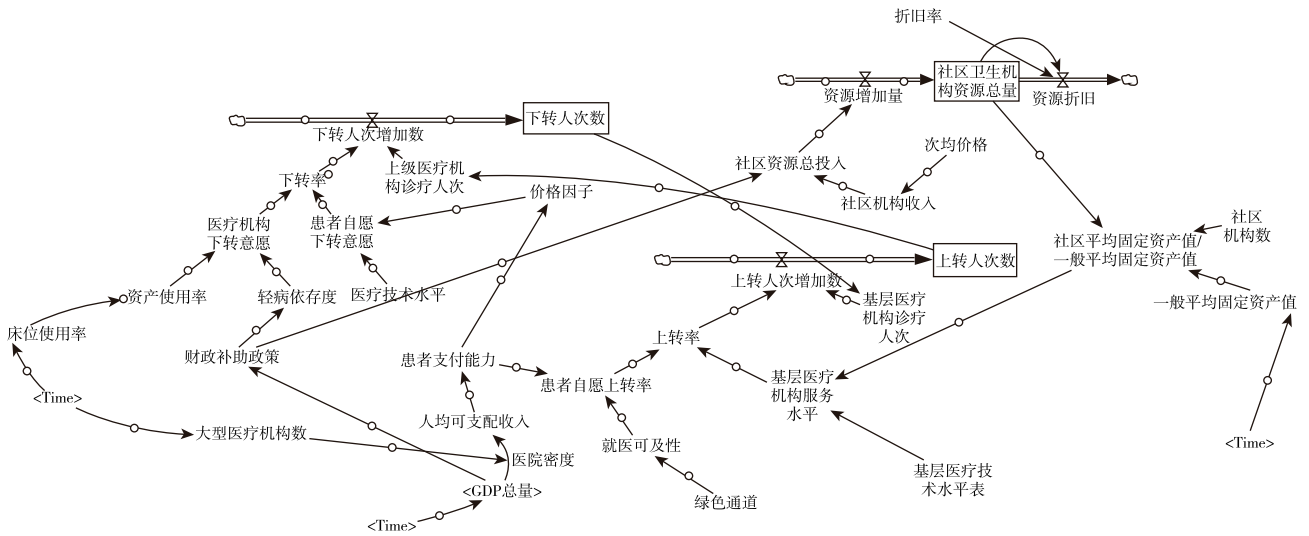 折旧率
社区卫生机
构资源总量
资源增加量
资源折旧
下转人次数
下转人次增加数
上级医疗机
构诊疗人次
社区资源总投入
次均价格
社区机构收入
下转率
价格因子
医疗机构
下转意愿
患者自愿
下转意愿
社区
机构数
社区平均固定资产值/
一般平均固定资产值
上转人次数
上转人次增加数
资产使用率
轻病依存度
医疗技术水平
基层医疗
机构诊疗
人次
一般平均固定资产值
床位使用率
上转率
财政补助政策
患者支付能力
患者自愿上转率
基层医疗
机构服务
水平
<Time>
人均可支配收入
大型医疗机构数
就医可及性
<Time>
医院密度
基层医疗技
术水平表
<GDP总量>
绿色通道
<Time>